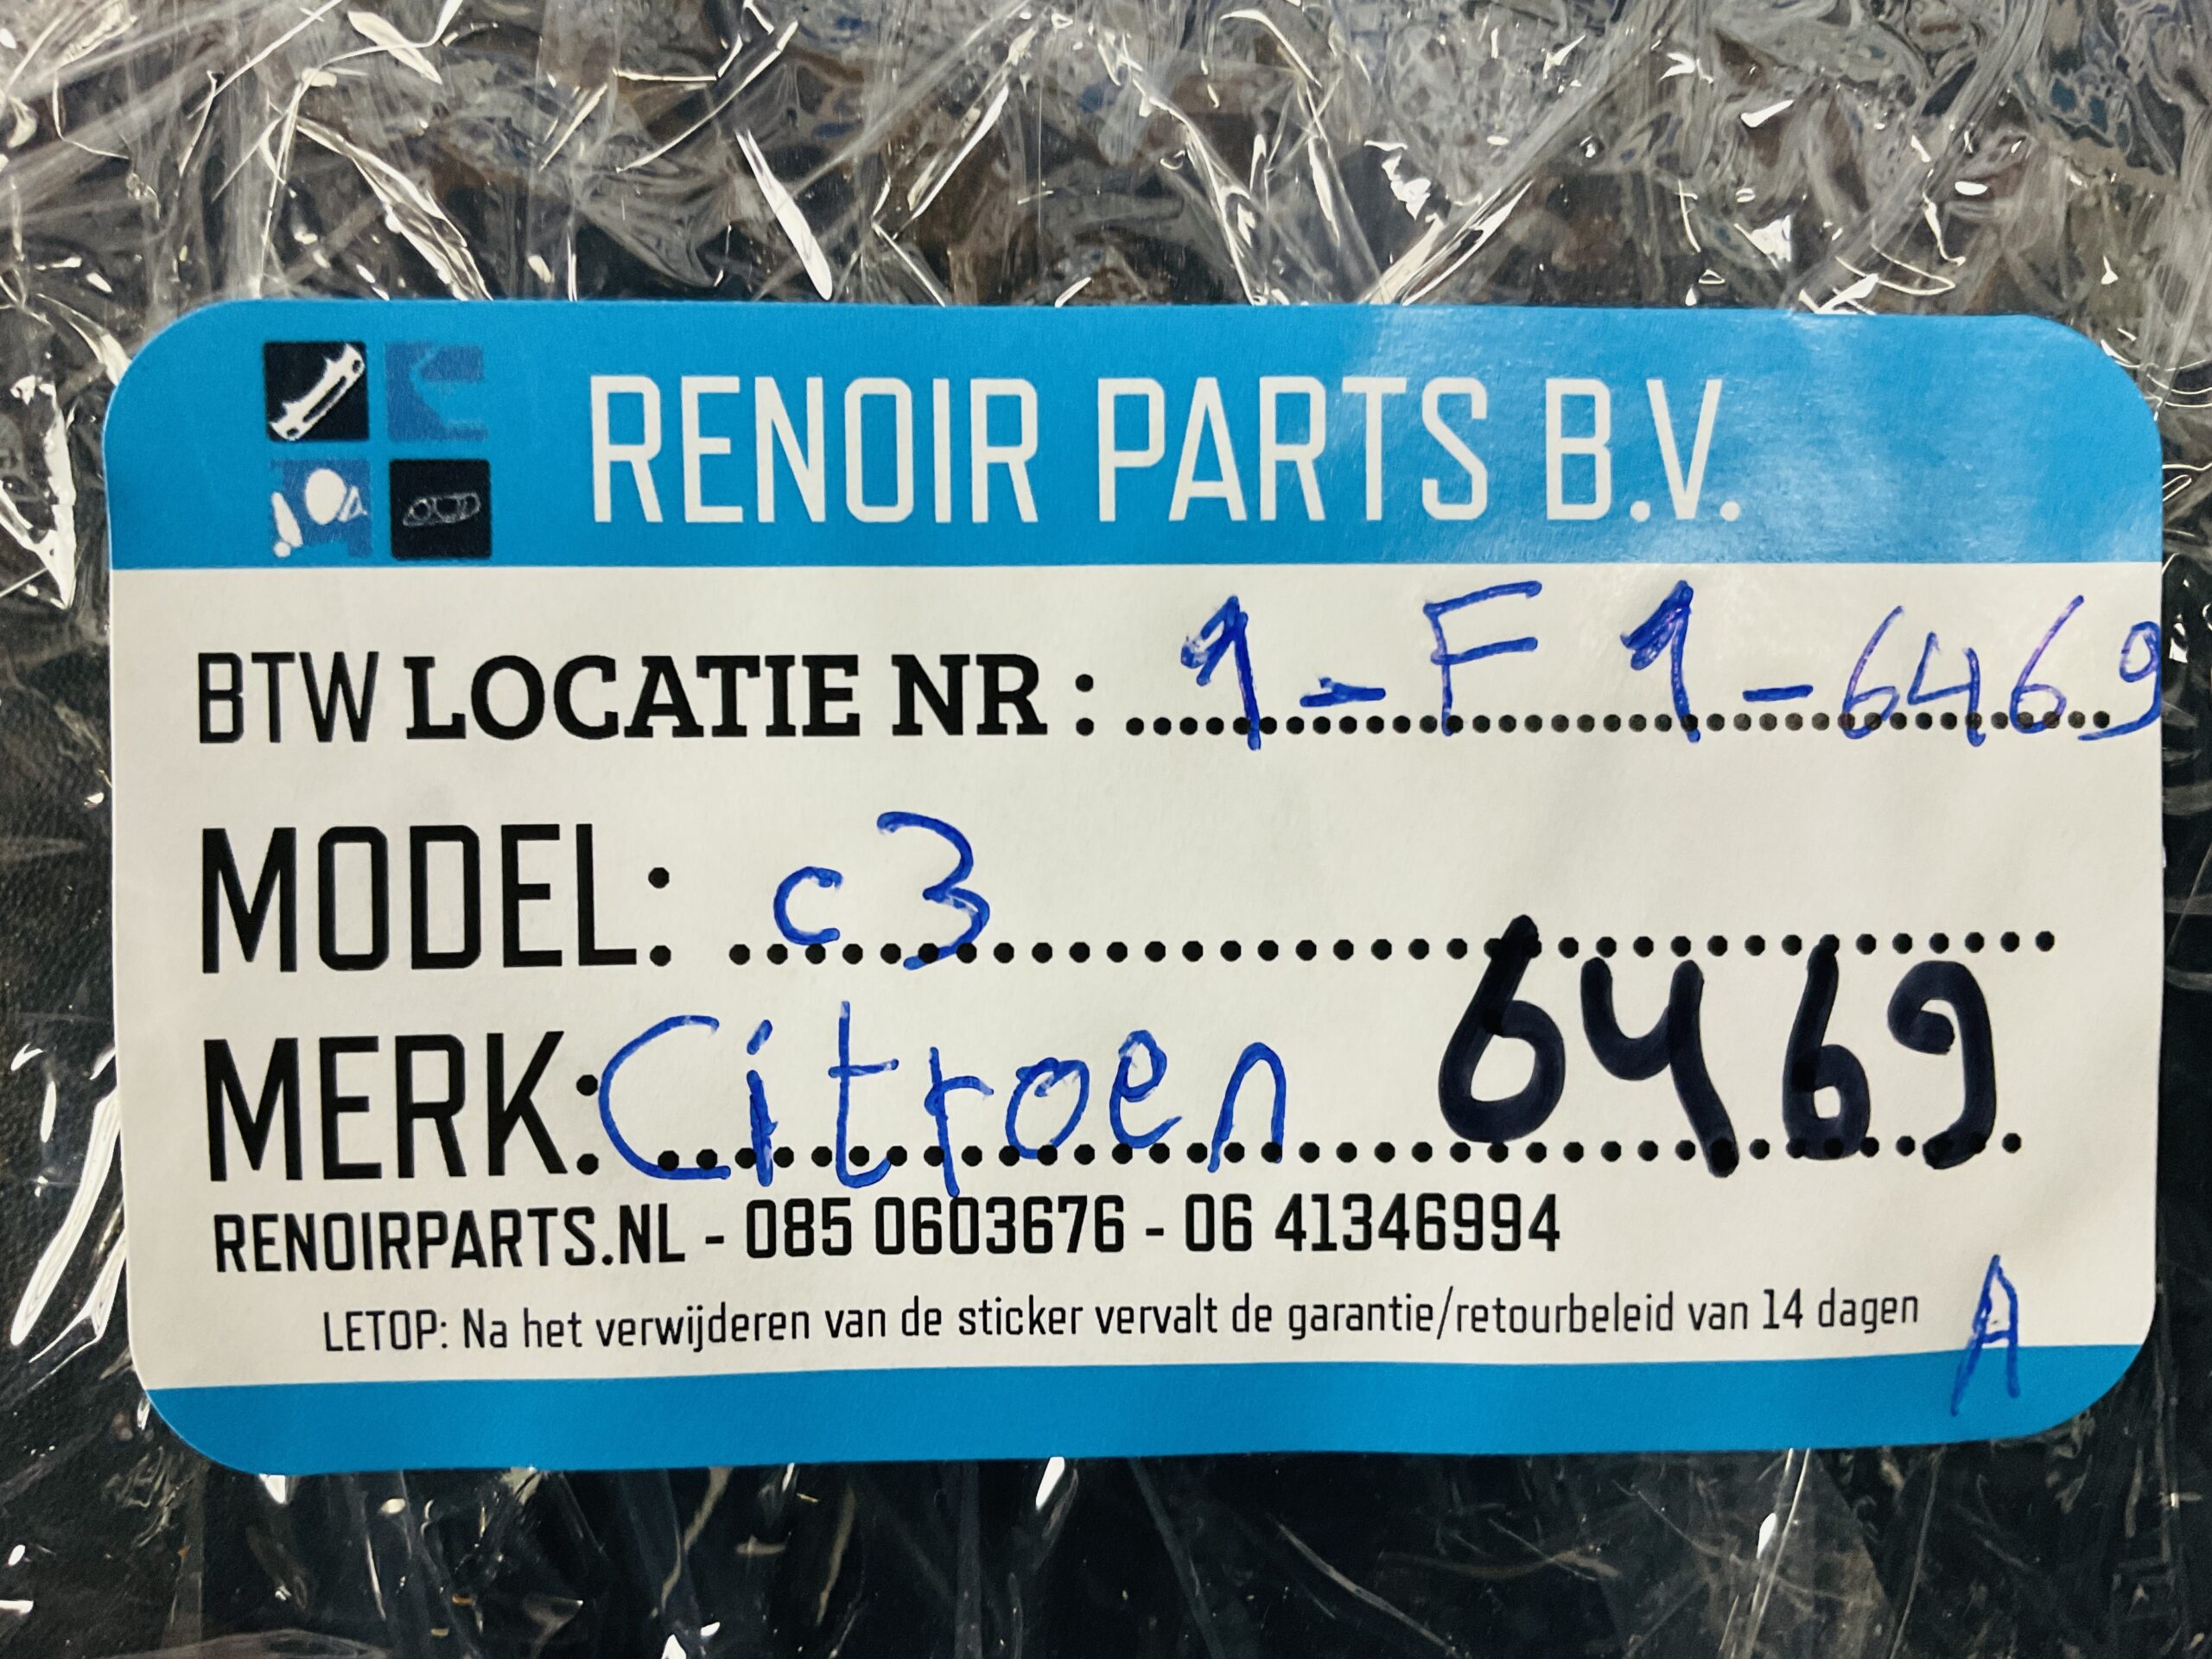 RENOIR PARTS B.V.
BTW LOCATIE NR : 1-F1-6469
MODEL: c3
MERK: Citroen 6469
RENOIRPARTS.NL - 085 0603676 - 06 41346994
LETOP: Na het verwijderen van de sticker vervalt de garantie/retourbeleid van 14 dagen
A